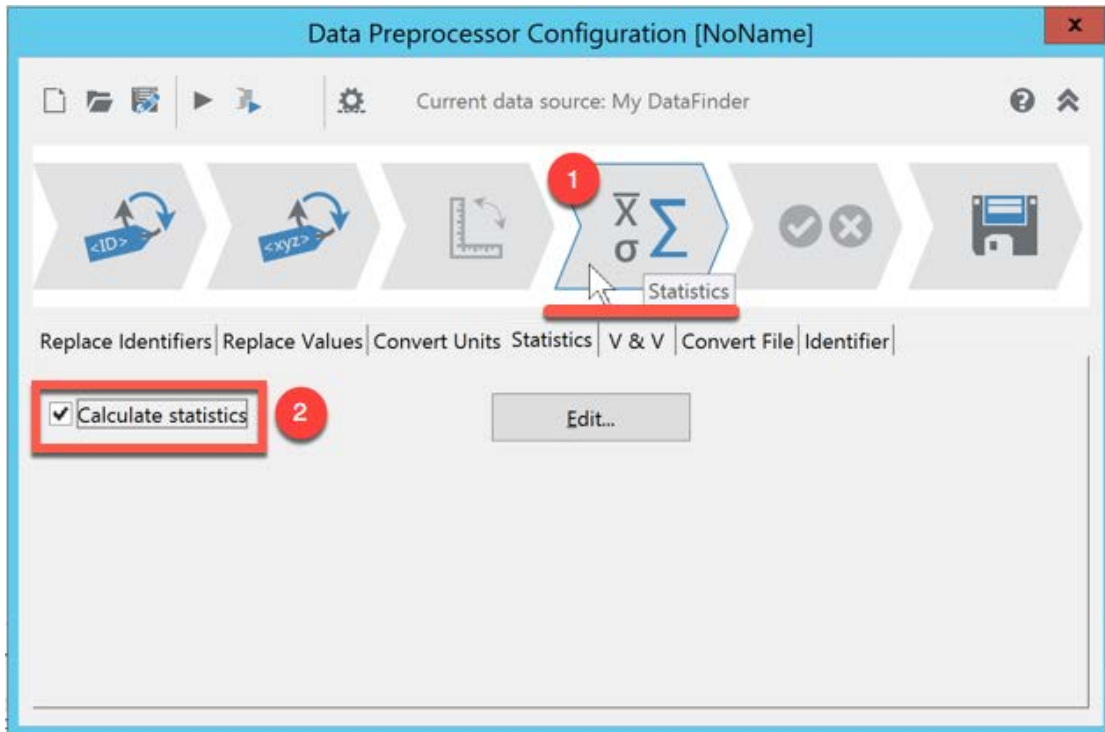 Data Preprocessor Configuration [NoName]
x
Current data source: My DataFinder
?
1
<ID>
<xyz>
X
σ Σ
Statistics
Replace Identifiers Replace Values Convert Units Statistics V & V Convert File Identifier
Calculate statistics
2
Edit...